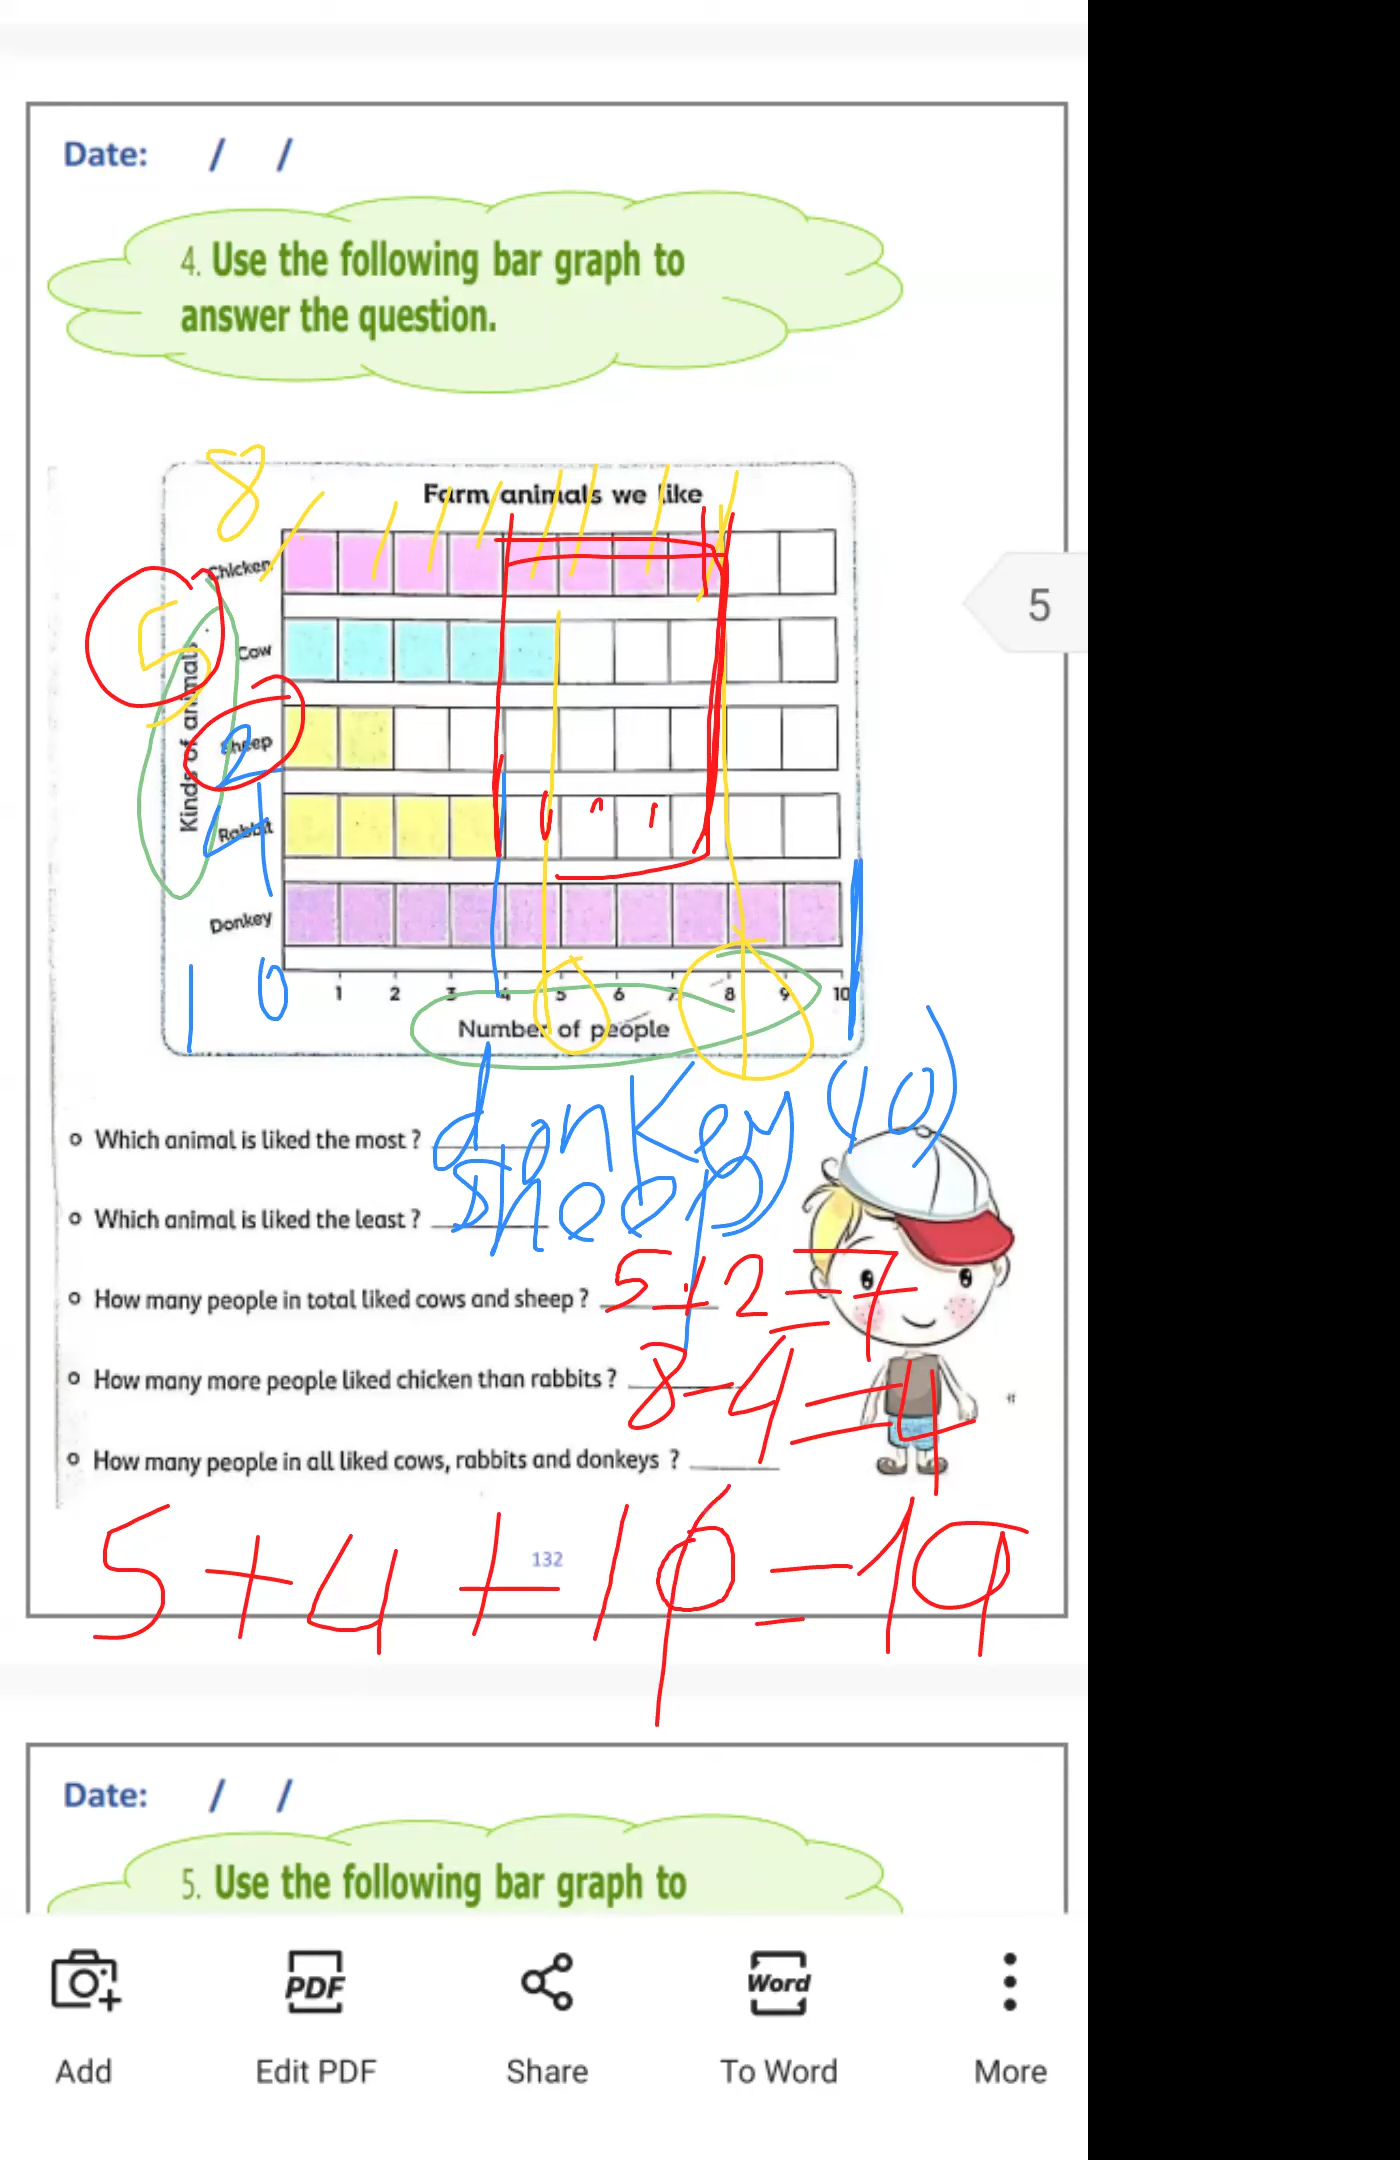 Date: / /
4. Use the following bar graph to
answer the question.
8
Farm animals we like
Chicken
5
Cow
Kinds of animals
2
Sheep
4
Rabbit
Donkey
10
1 2 3 4 5 6 7 8 9 10
Number of people
Which animal is liked the most ? donkey (10)
Which animal is liked the least ? sheep
How many people in total liked cows and sheep ? 5+2=7
How many more people liked chicken than rabbits ? 8-4=4
How many people in all liked cows, rabbits and donkeys ?
5+4+10=19
132
5
Date: / /
5. Use the following bar graph to
PDF
Word
Add
Edit PDF
Share
To Word
More